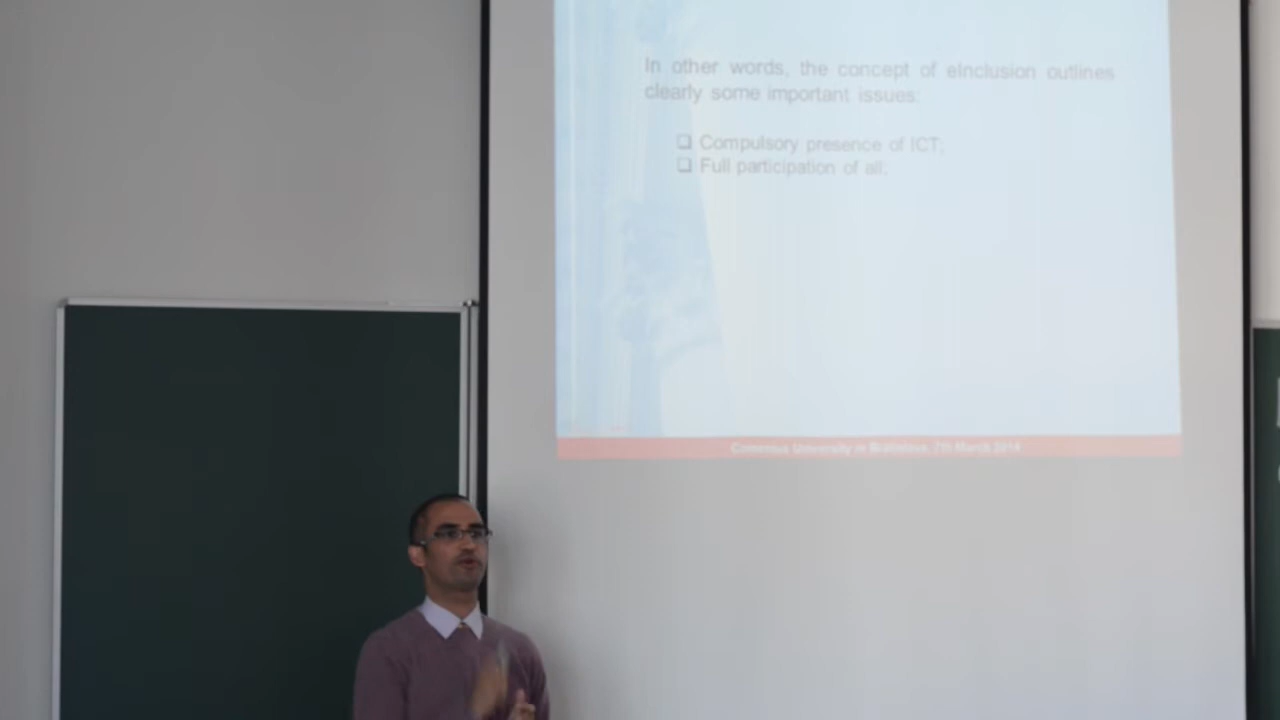 In other words, the concept of eInclusion outlines
clearly some important issues:
❑ Compulsory presence of ICT;
❑ Full participation of all;
Comenius University in Bratislava, 7th March 2014